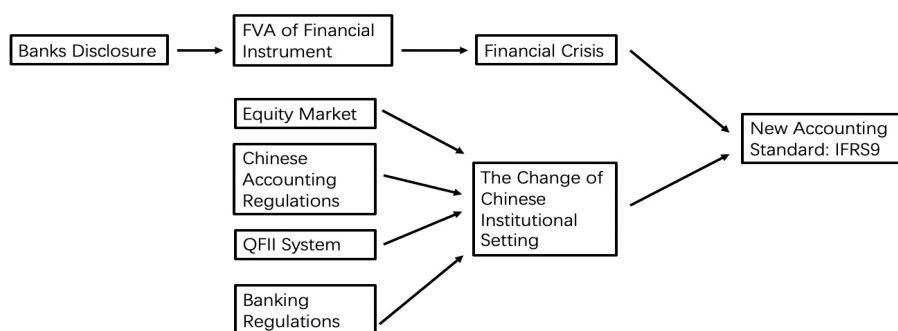 Banks Disclosure
FVA of Financial
Instrument
Financial Crisis
Equity Market
Chinese
Accounting
Regulations
QFII System
Banking
Regulations
The Change of
Chinese
Institutional
Setting
New Accounting
Standard: IFRS9